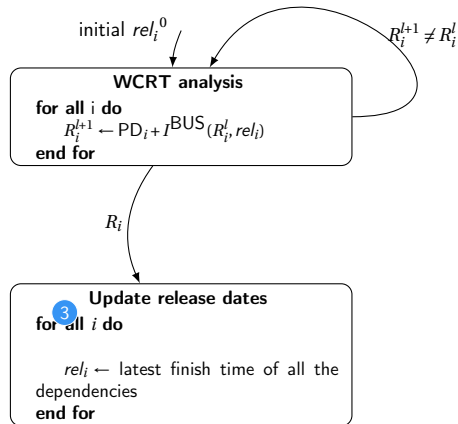 initial rel_i^0
R_i^{l+1} ≠ R_i^l
WCRT analysis
for all i do
R_i^{l+1} ← PD_i + I^{BUS}(R_i^l, rel_i)
end for
R_i
Update release dates
3
for all i do
rel_i ← latest finish time of all the
dependencies
end for